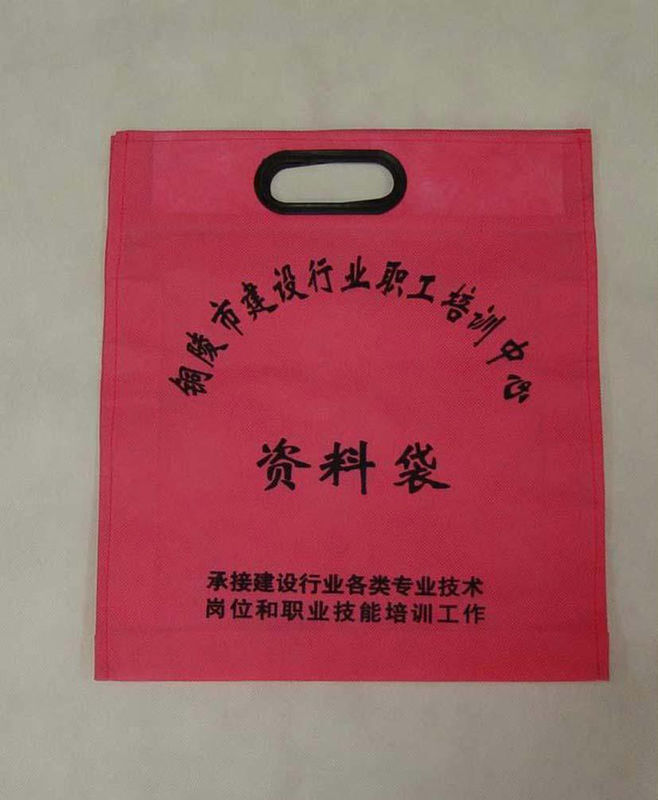 铜陵市建设行业职工培训中心
资料袋
承接建设行业各类专业技术
岗位和职业技能培训工作